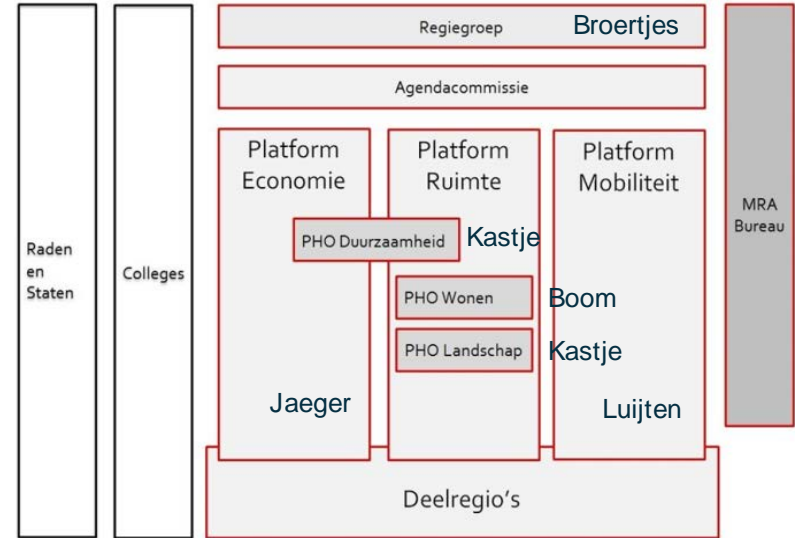 Raden
en
Staten
Colleges
Regiegroep Broertjes
Agendacommissie
Platform
Economie
Platform
Ruimte
Platform
Mobiliteit
PHO Duurzaamheid Kastje
PHO Wonen Boom
PHO Landschap Kastje
Jaeger
Luijten
Deelregio's
MRA
Bureau